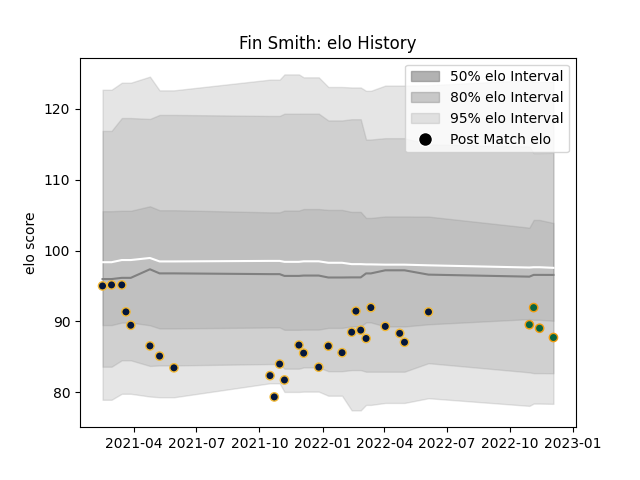 Fin Smith: elo History
50% elo Interval
80% elo Interval
95% elo Interval
Post Match elo
elo score
120
110
100
90
80
2021-04 2021-07 2021-10 2022-01 2022-04 2022-07 2022-10 2023-01